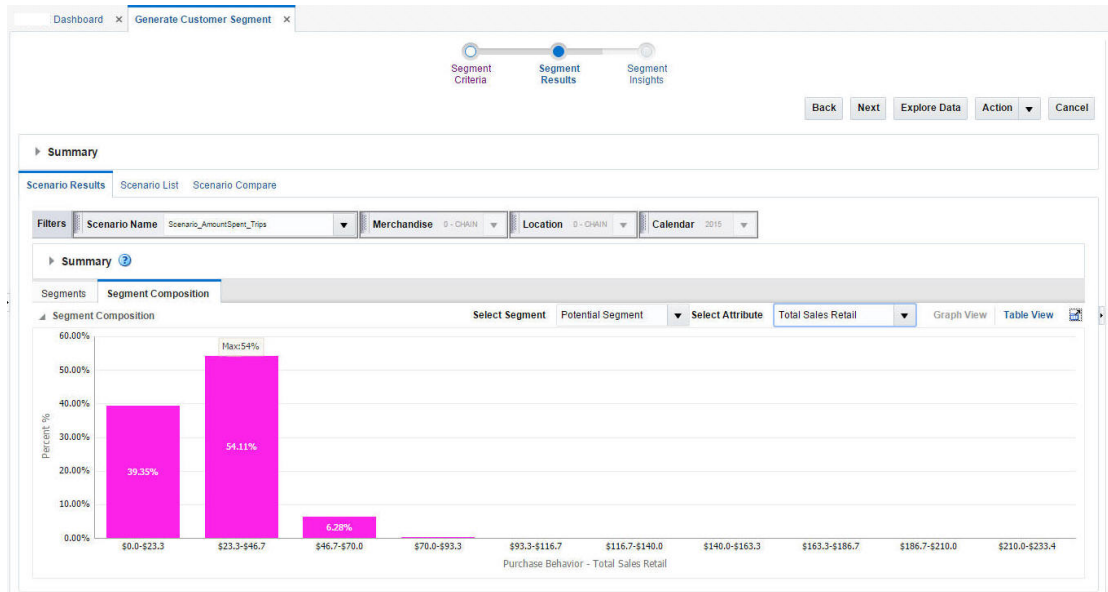 Dashboard × Generate Customer Segment ×
Segment Criteria
Segment Results
Segment Insights
Back Next Explore Data Action Cancel
Summary
Scenario Results Scenario List Scenario Compare
Filters Scenario Name Scenario_AmountSpent_Trips Merchandise 0 - CHAIN Location 0 - CHAIN Calendar 2015
Summary ?
Segments Segment Composition
Segment Composition Select Segment Potential Segment Select Attribute Total Sales Retail Graph View Table View
60.00%
Max:54%
50.00%
40.00%
30.00%
20.00%
10.00%
0.00%
Percent %
39.35%
54.11%
6.28%
$0.0-$23.3 $23.3-$46.7 $46.7-$70.0 $70.0-$93.3 $93.3-$116.7 $116.7-$140.0 $140.0-$163.3 $163.3-$186.7 $186.7-$210.0 $210.0-$233.4
Purchase Behavior - Total Sales Retail